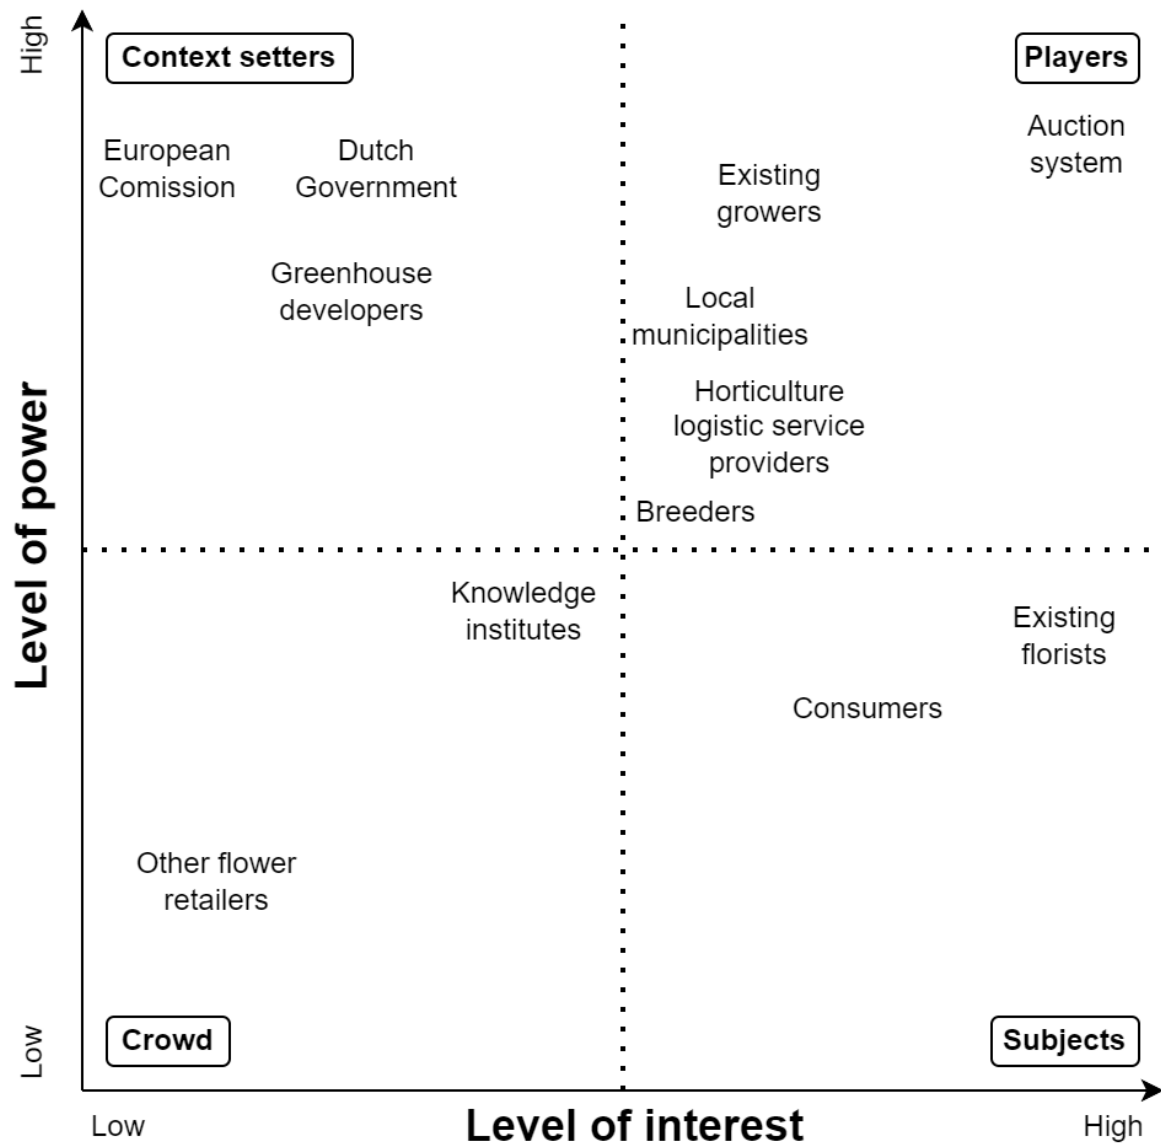 High
Context setters
Players
European
Comission
Dutch
Government
Existing
growers
Auction
system
Greenhouse
developers
Local
municipalities
Horticulture
logistic service
providers
Breeders
Level of power
Knowledge
institutes
Existing
florists
Consumers
Other flower
retailers
Crowd
Subjects
Low
Low
Level of interest
High